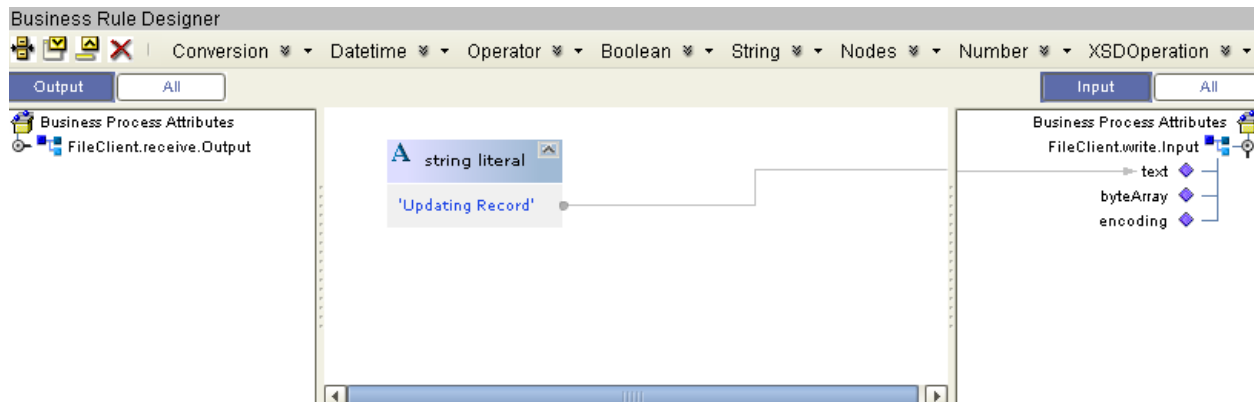 Business Rule Designer
Conversion Datetime Operator Boolean String Nodes Number XSDOperation
Output All Input All
Business Process Attributes
FileClient.receive.Output
A string literal
'Updating Record'
Business Process Attributes
FileClient.write.Input
text
byteArray
encoding